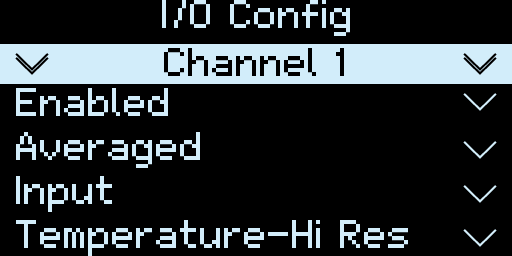 I/O Config
Channel 1
Enabled
Averaged
Input
Temperature-Hi Res